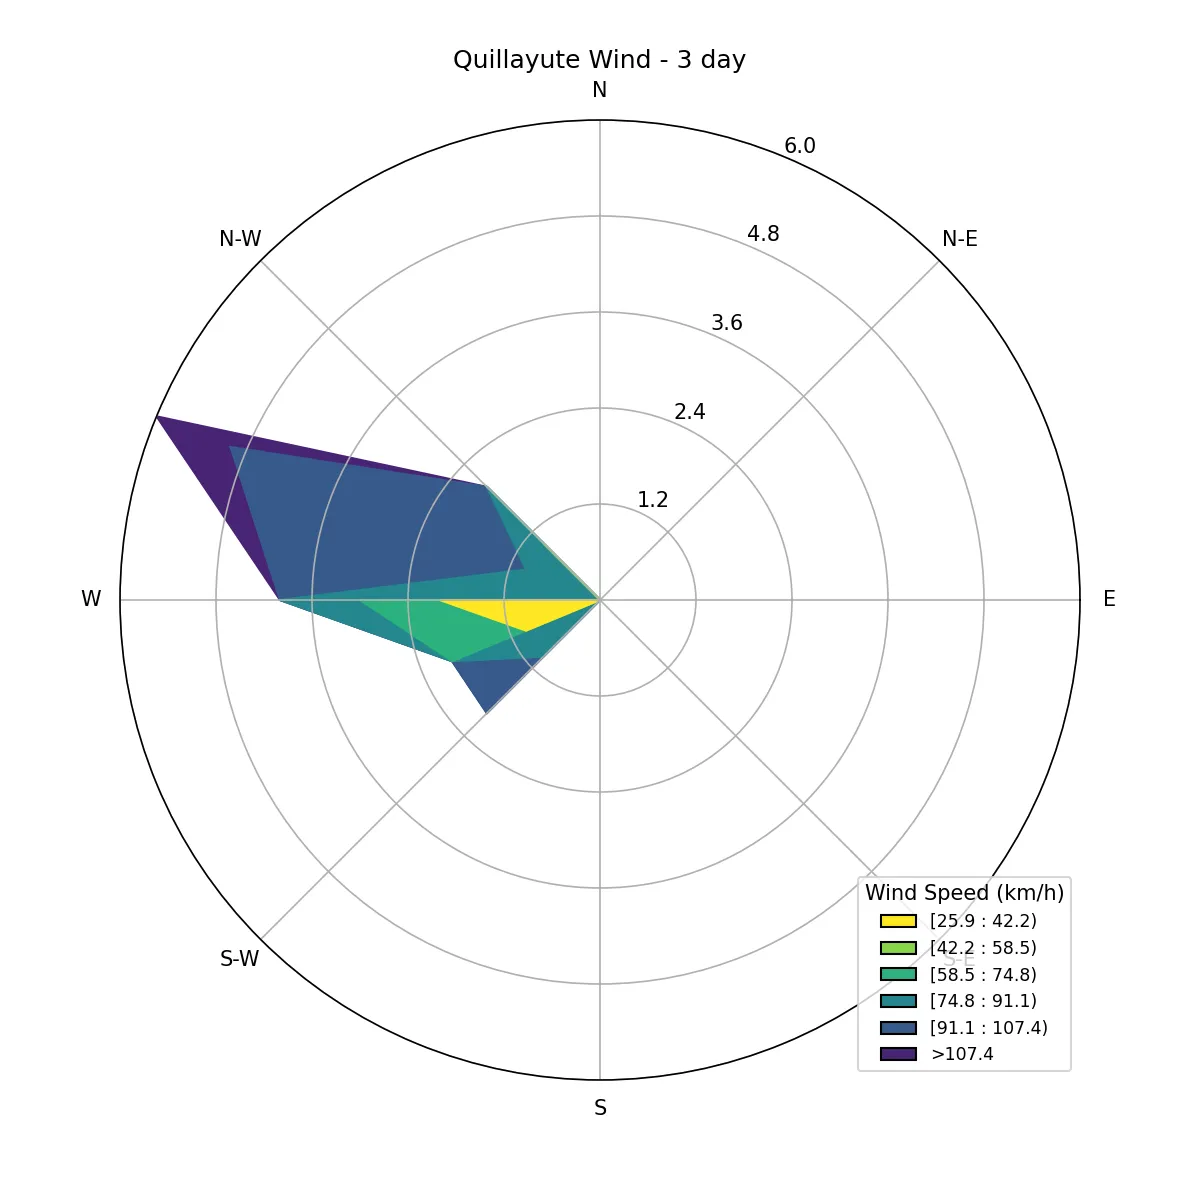 Quillayute Wind - 3 day
N
6.0
N-W
4.8
N-E
3.6
2.4
1.2
W
E
Wind Speed (km/h)
[25.9 : 42.2)
[42.2 : 58.5)
S-W
S-E
[58.5 : 74.8)
[74.8 : 91.1)
[91.1 : 107.4)
>107.4
S